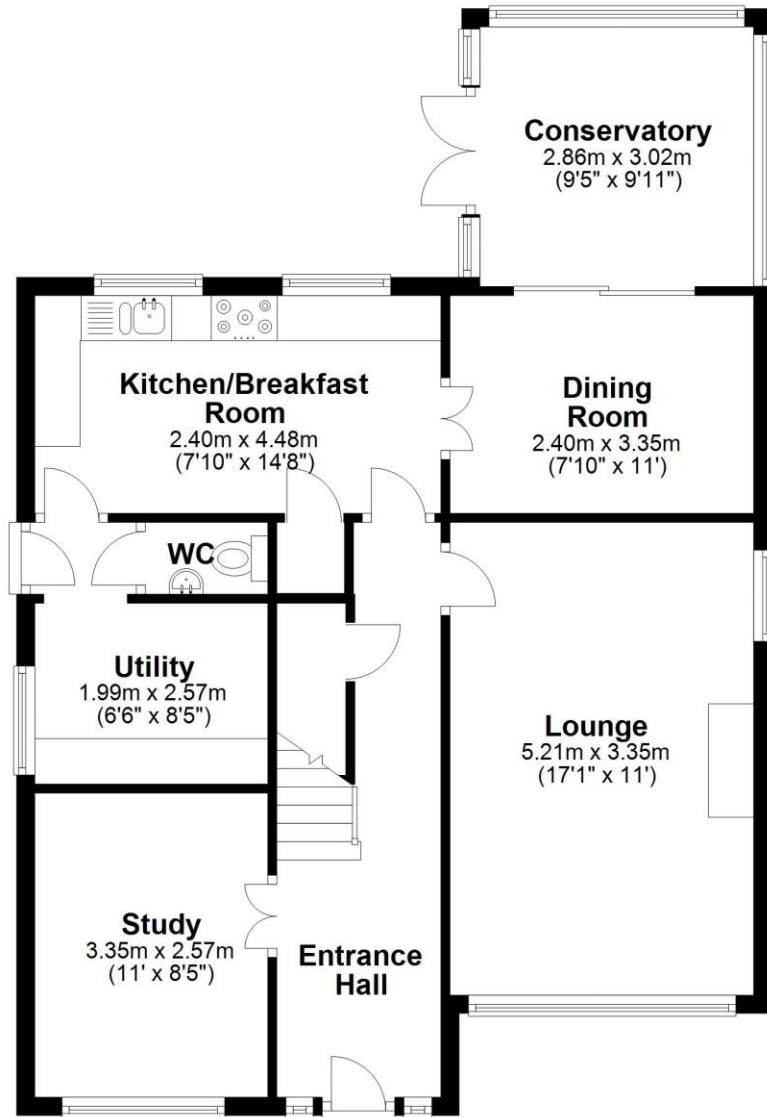 Conservatory
2.86m x 3.02m
(9'5" x 9'11")
Kitchen/Breakfast
Room
2.40m x 4.48m
(7'10" x 14'8")
Dining
Room
2.40m x 3.35m
(7'10" x 11')
WC
Utility
1.99m x 2.57m
(6'6" x 8'5")
Lounge
5.21m x 3.35m
(17'1" x 11')
Study
3.35m x 2.57m
(11' x 8'5")
Entrance
Hall